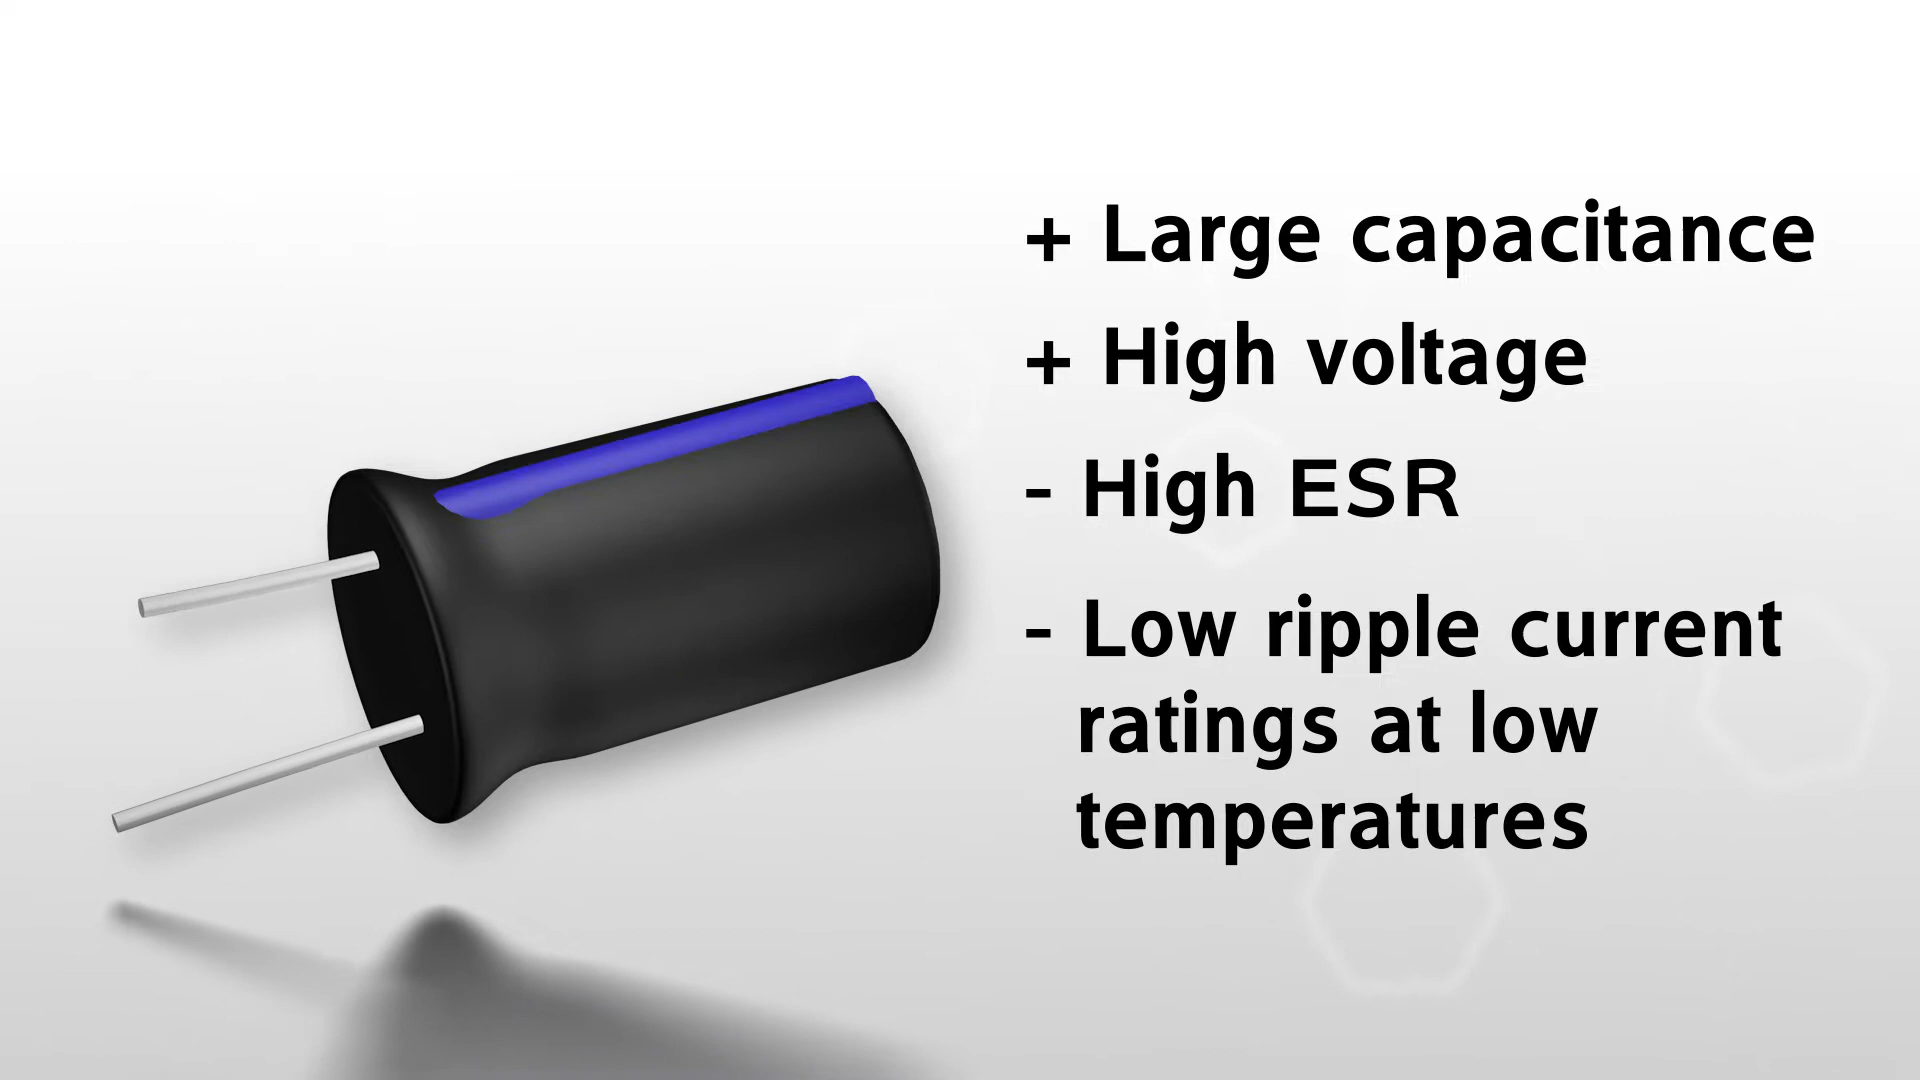 + Large capacitance
+ High voltage
- High ESR
- Low ripple current
ratings at low
temperatures